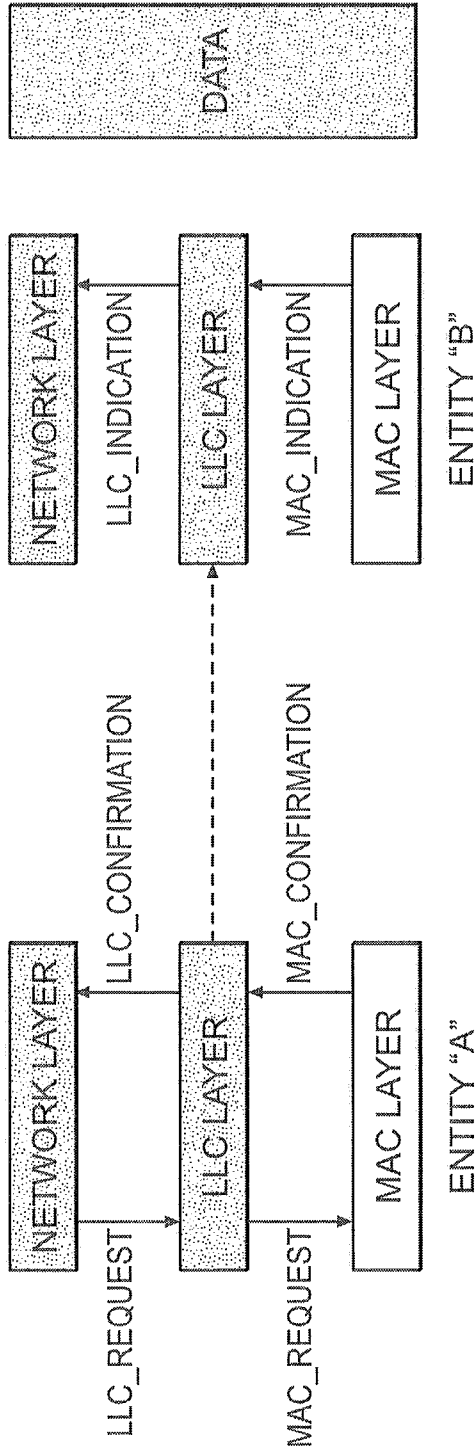 NETWORK LAYER
LLC_REQUEST
LLC_CONFIRMATION
LLC LAYER
MAC_REQUEST
MAC_CONFIRMATION
MAC LAYER
ENTITY “A”
NETWORK LAYER
LLC_INDICATION
LLC LAYER
MAC_INDICATION
MAC LAYER
ENTITY “B”
DATA